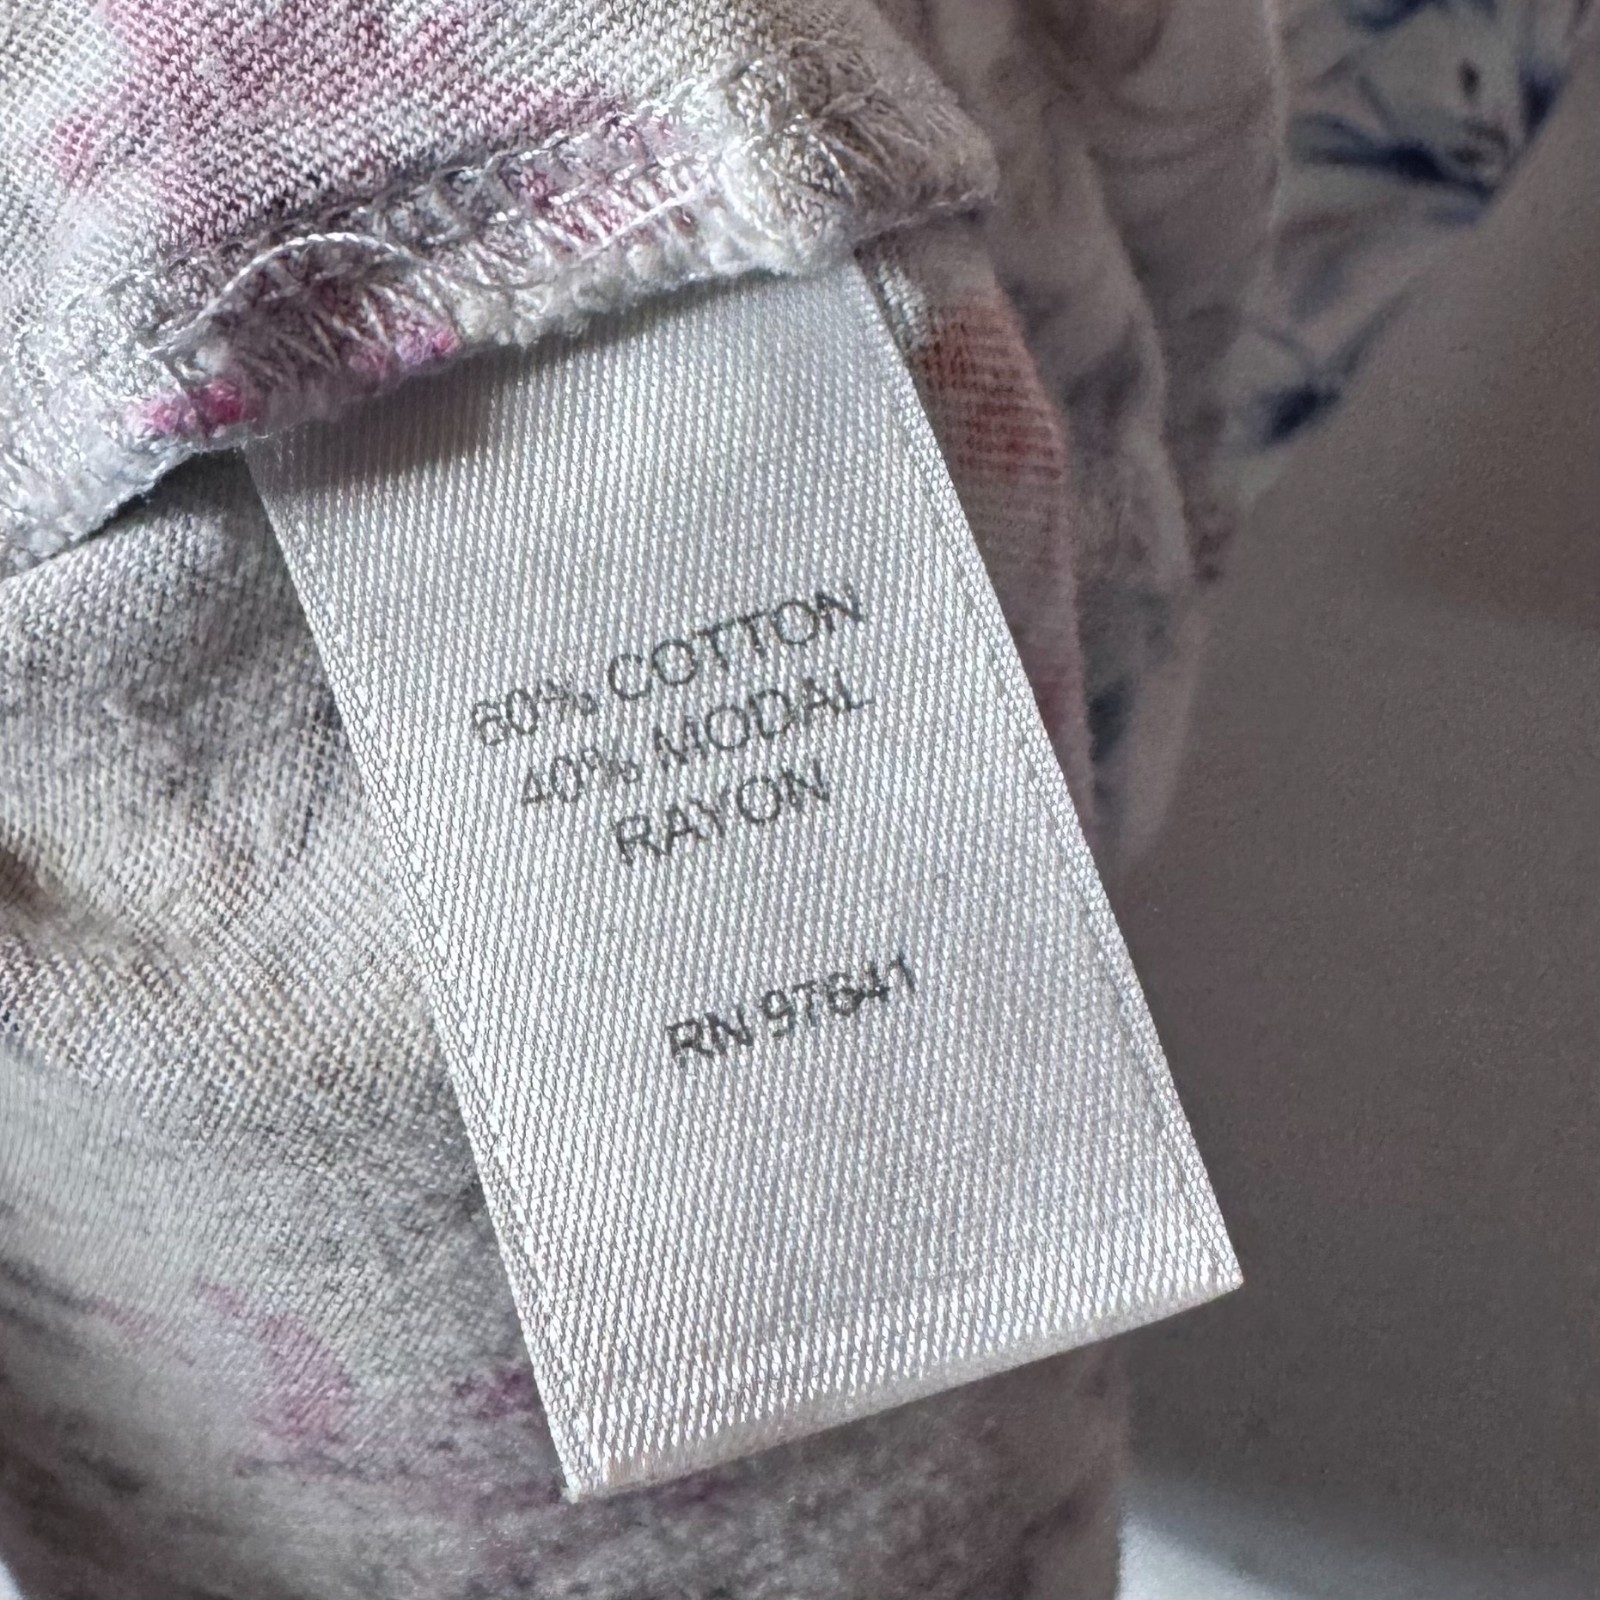 60% COTTON
40% MODAL
RAYON
RN 97641